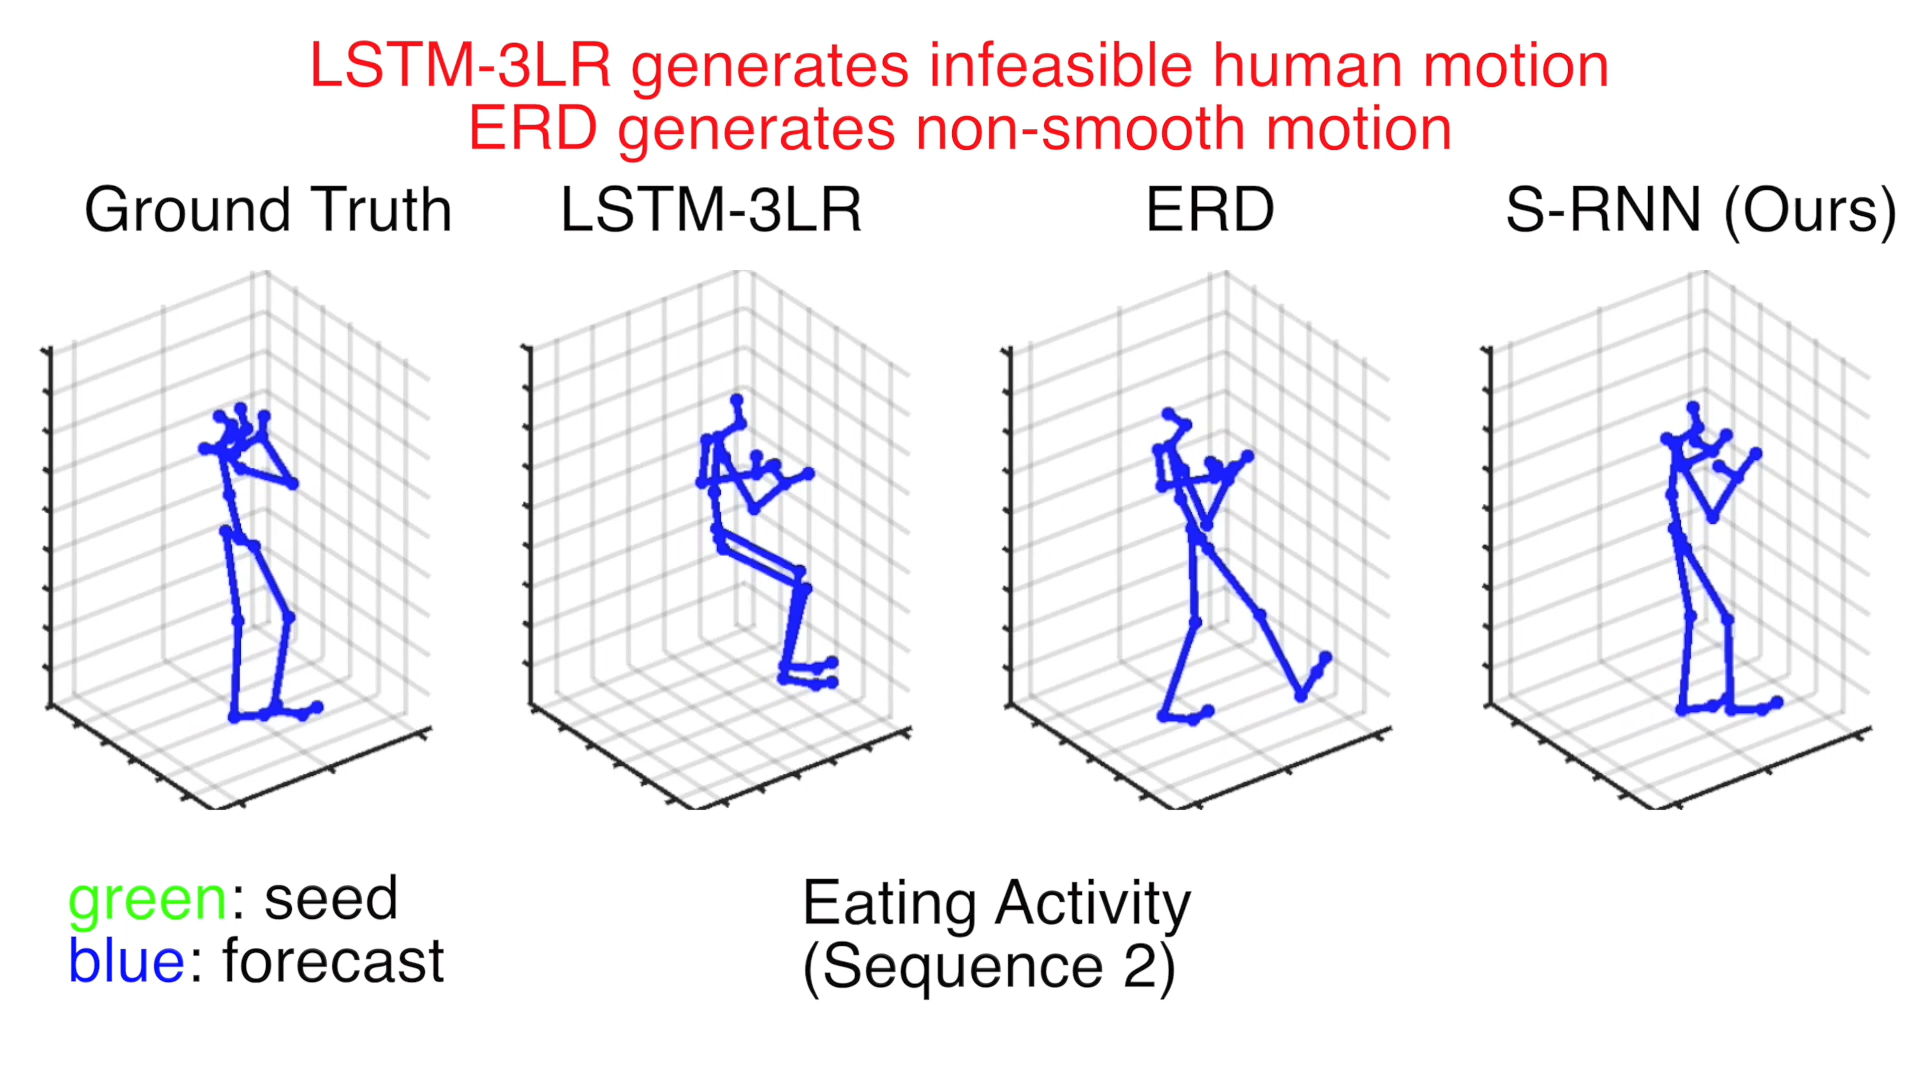 LSTM-3LR generates infeasible human motion
ERD generates non-smooth motion
Ground Truth
LSTM-3LR
ERD
S-RNN (Ours)
green: seed
blue: forecast
Eating Activity
(Sequence 2)